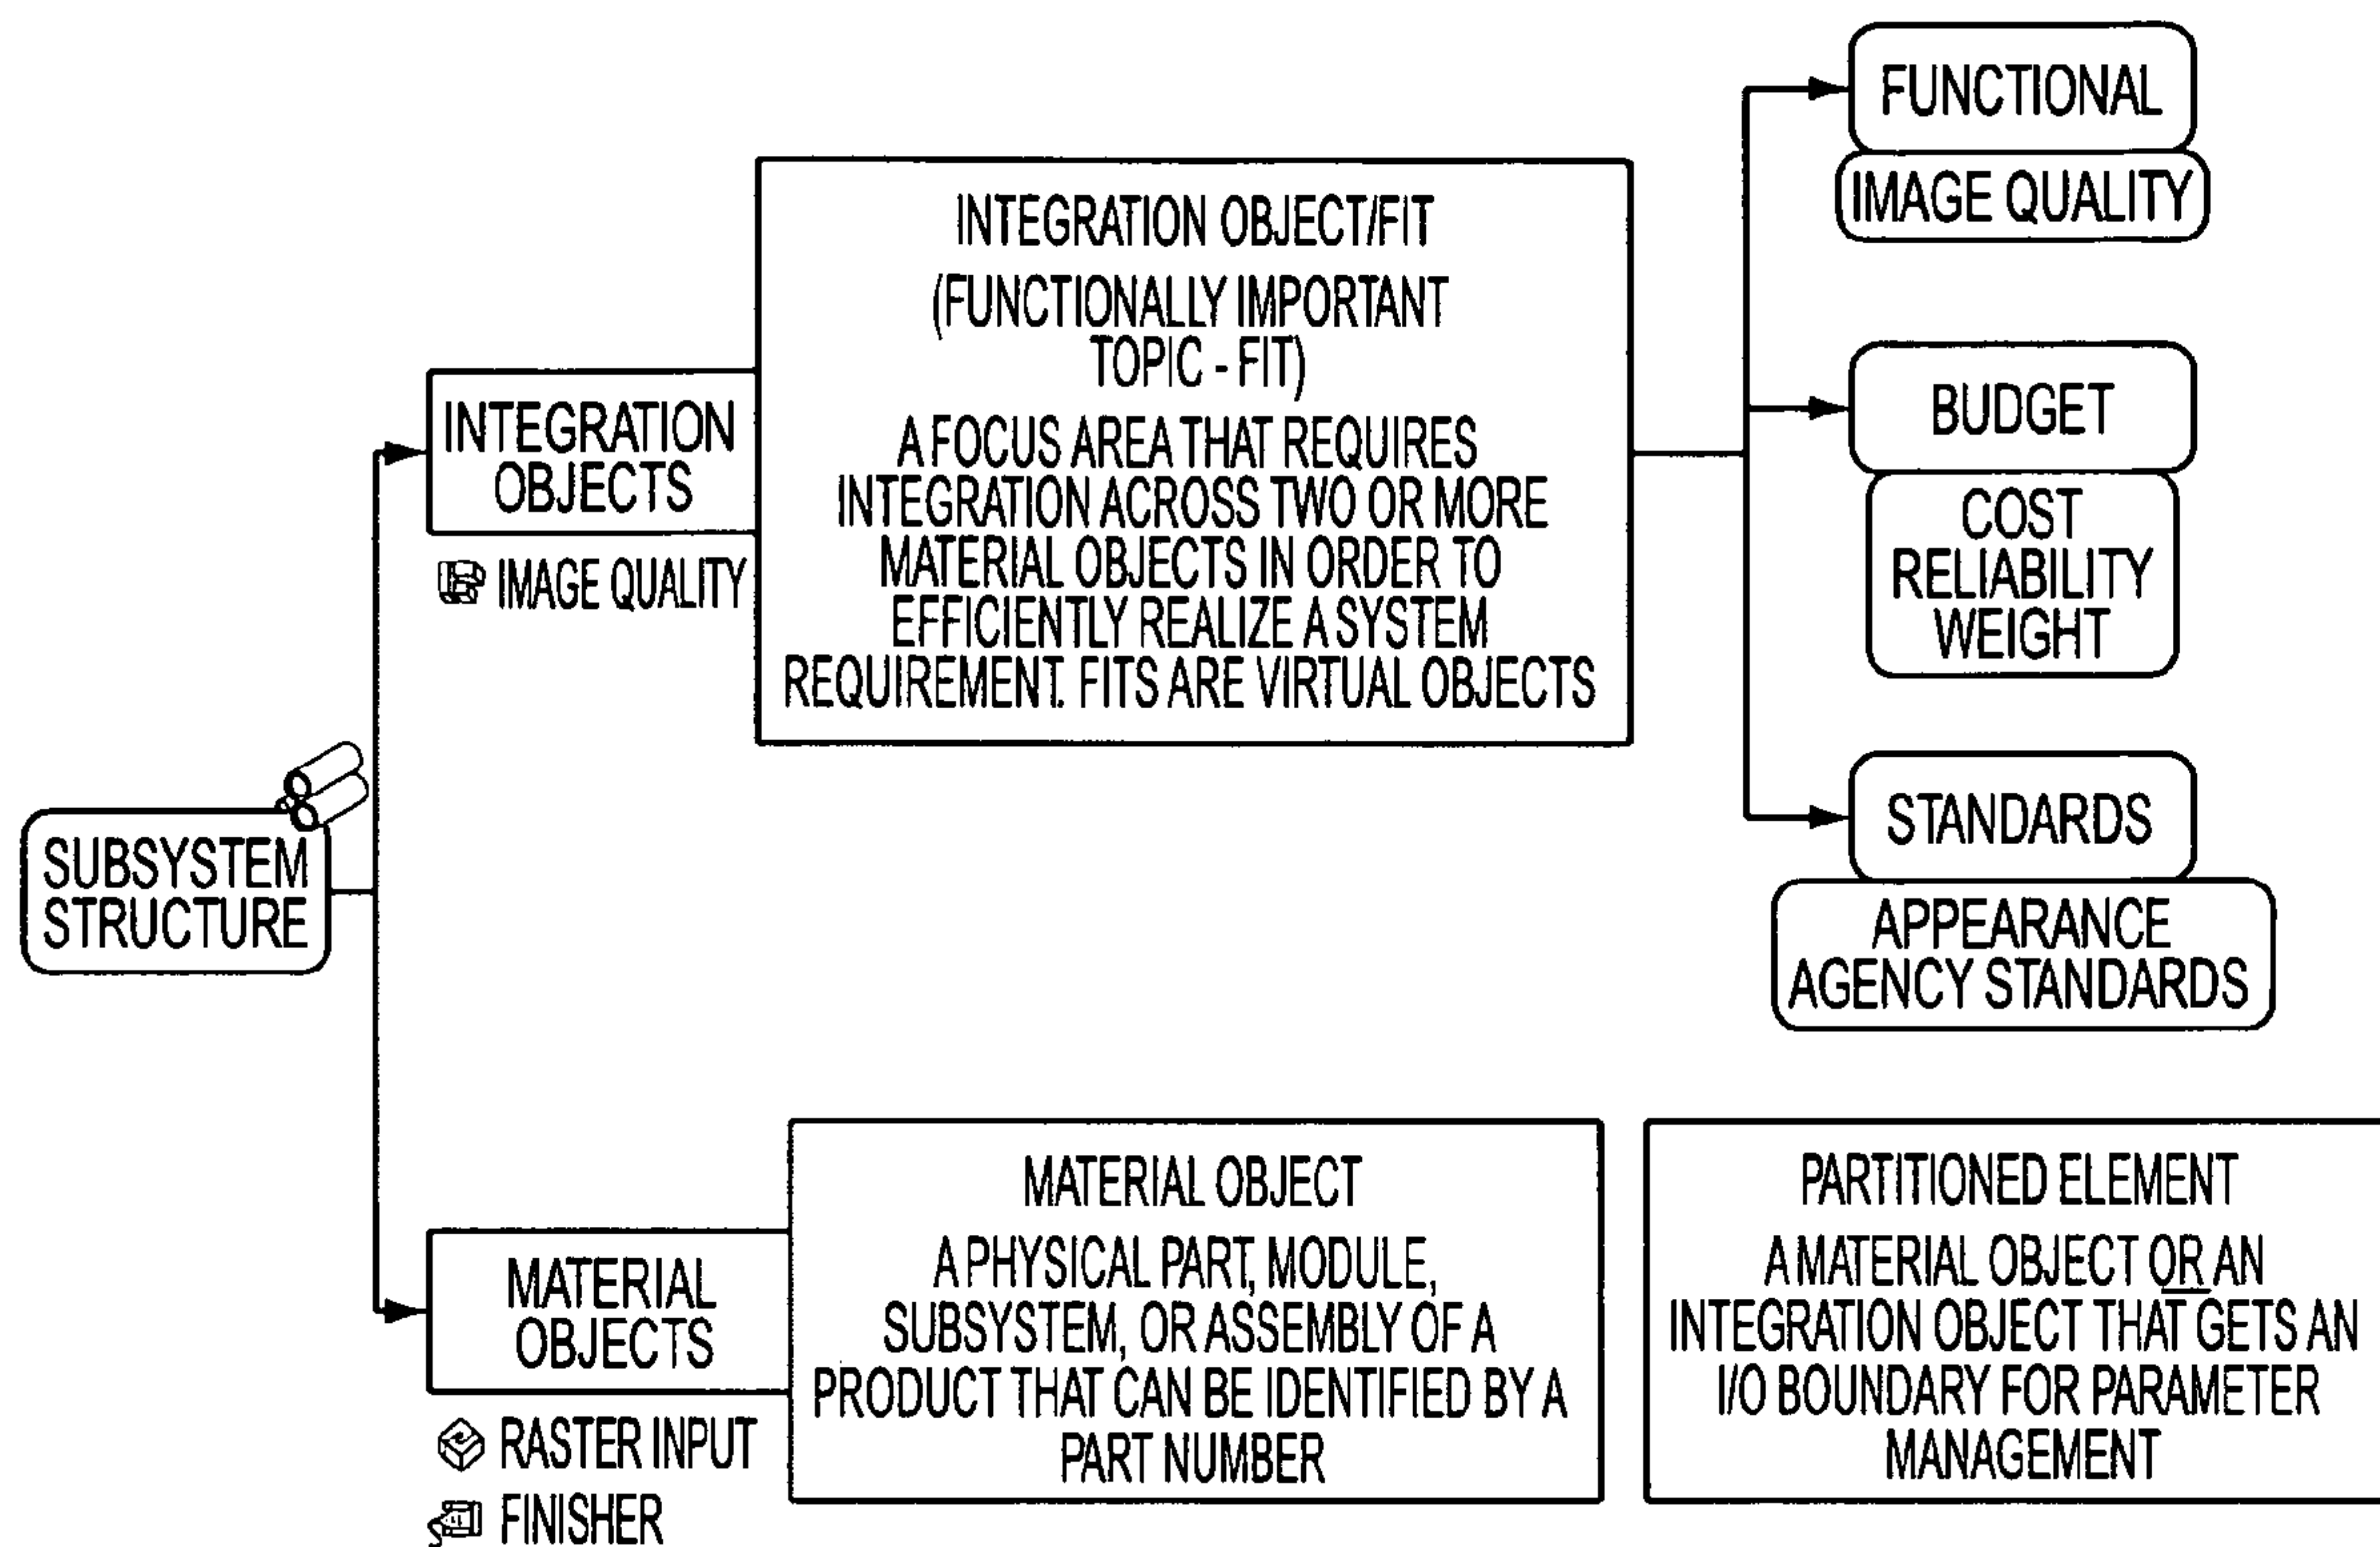 SUBSYSTEM
STRUCTURE
INTEGRATION
OBJECTS
IMAGE QUALITY
INTEGRATION OBJECT/FIT
(FUNCTIONALLY IMPORTANT
TOPIC - FIT)
A FOCUS AREA THAT REQUIRES
INTEGRATION ACROSS TWO OR MORE
MATERIAL OBJECTS IN ORDER TO
EFFICIENTLY REALIZE A SYSTEM
REQUIREMENT. FITS ARE VIRTUAL OBJECTS
FUNCTIONAL
IMAGE QUALITY
BUDGET
COST
RELIABILITY
WEIGHT
STANDARDS
APPEARANCE
AGENCY STANDARDS
MATERIAL
OBJECTS
RASTER INPUT
FINISHER
MATERIAL OBJECT
A PHYSICAL PART, MODULE,
SUBSYSTEM, OR ASSEMBLY OF A
PRODUCT THAT CAN BE IDENTIFIED BY A
PART NUMBER
PARTITIONED ELEMENT
A MATERIAL OBJECT OR AN
INTEGRATION OBJECT THAT GETS AN
I/O BOUNDARY FOR PARAMETER
MANAGEMENT